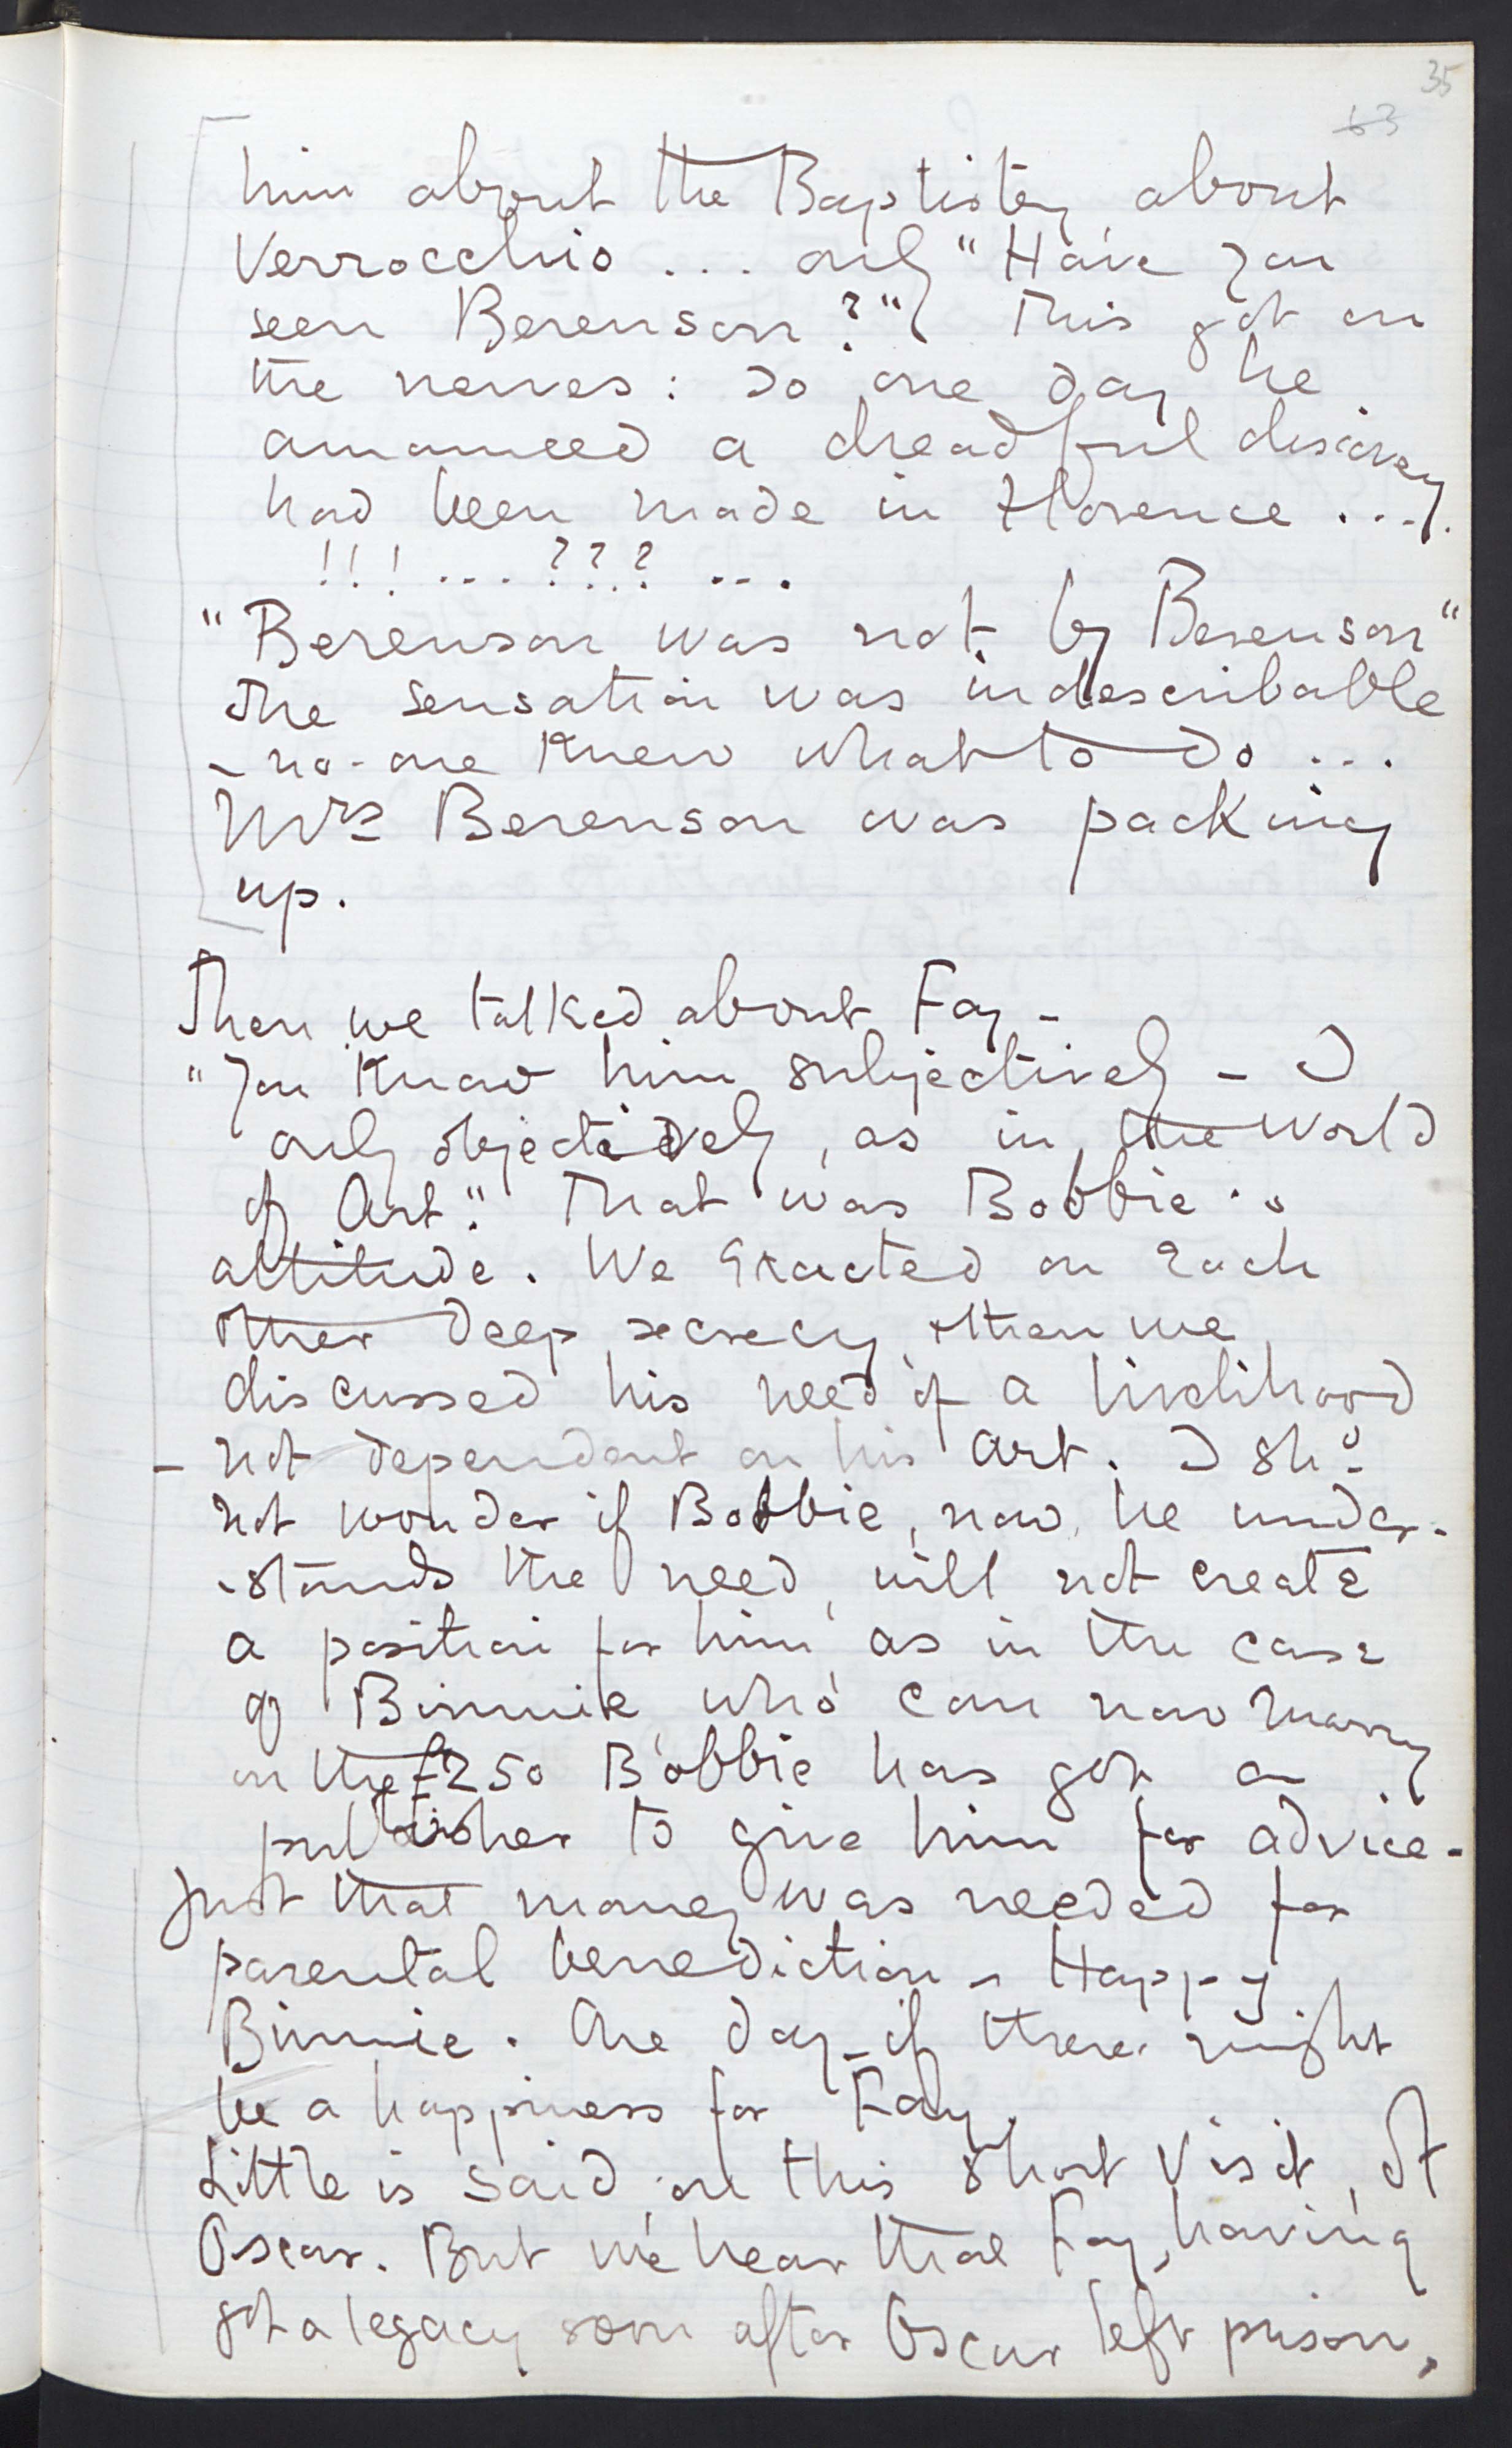 35
63
him about the Baptistry about
Verrocchio ... only "Have you
seen Berenson?" This got on
the nerves: so one day he
announced a dreadful discovery
had been made in Florence ....
!!! ... ??? ...
"Berenson was not by Berenson"
The sensation was indescribable
- no-one knew what to do ...
Mrs Berenson was packing
up.
Then we talked about Fay -
"You know him subjectively - I
only objectively, as in the World
of Art." That was Bobbie's
attitude. We exacted on each
other deep secrecy then we
discussed his need of a livelihood
- not dependent on his art. I shd
not wonder if Bobbie, now he under-
-stands the need, will not create
a position for him as in the case
of Binnie who can now marry
on the £250 Bobbie has got a
publisher to give him for advice -
Just that money was needed for
parental benediction - Happy
Binnie. One day - if there might
be a happiness for Fay.
Little is said, on this short visit, of
Oscar. But we hear that Fay, having
got a legacy soon after Oscar left prison,